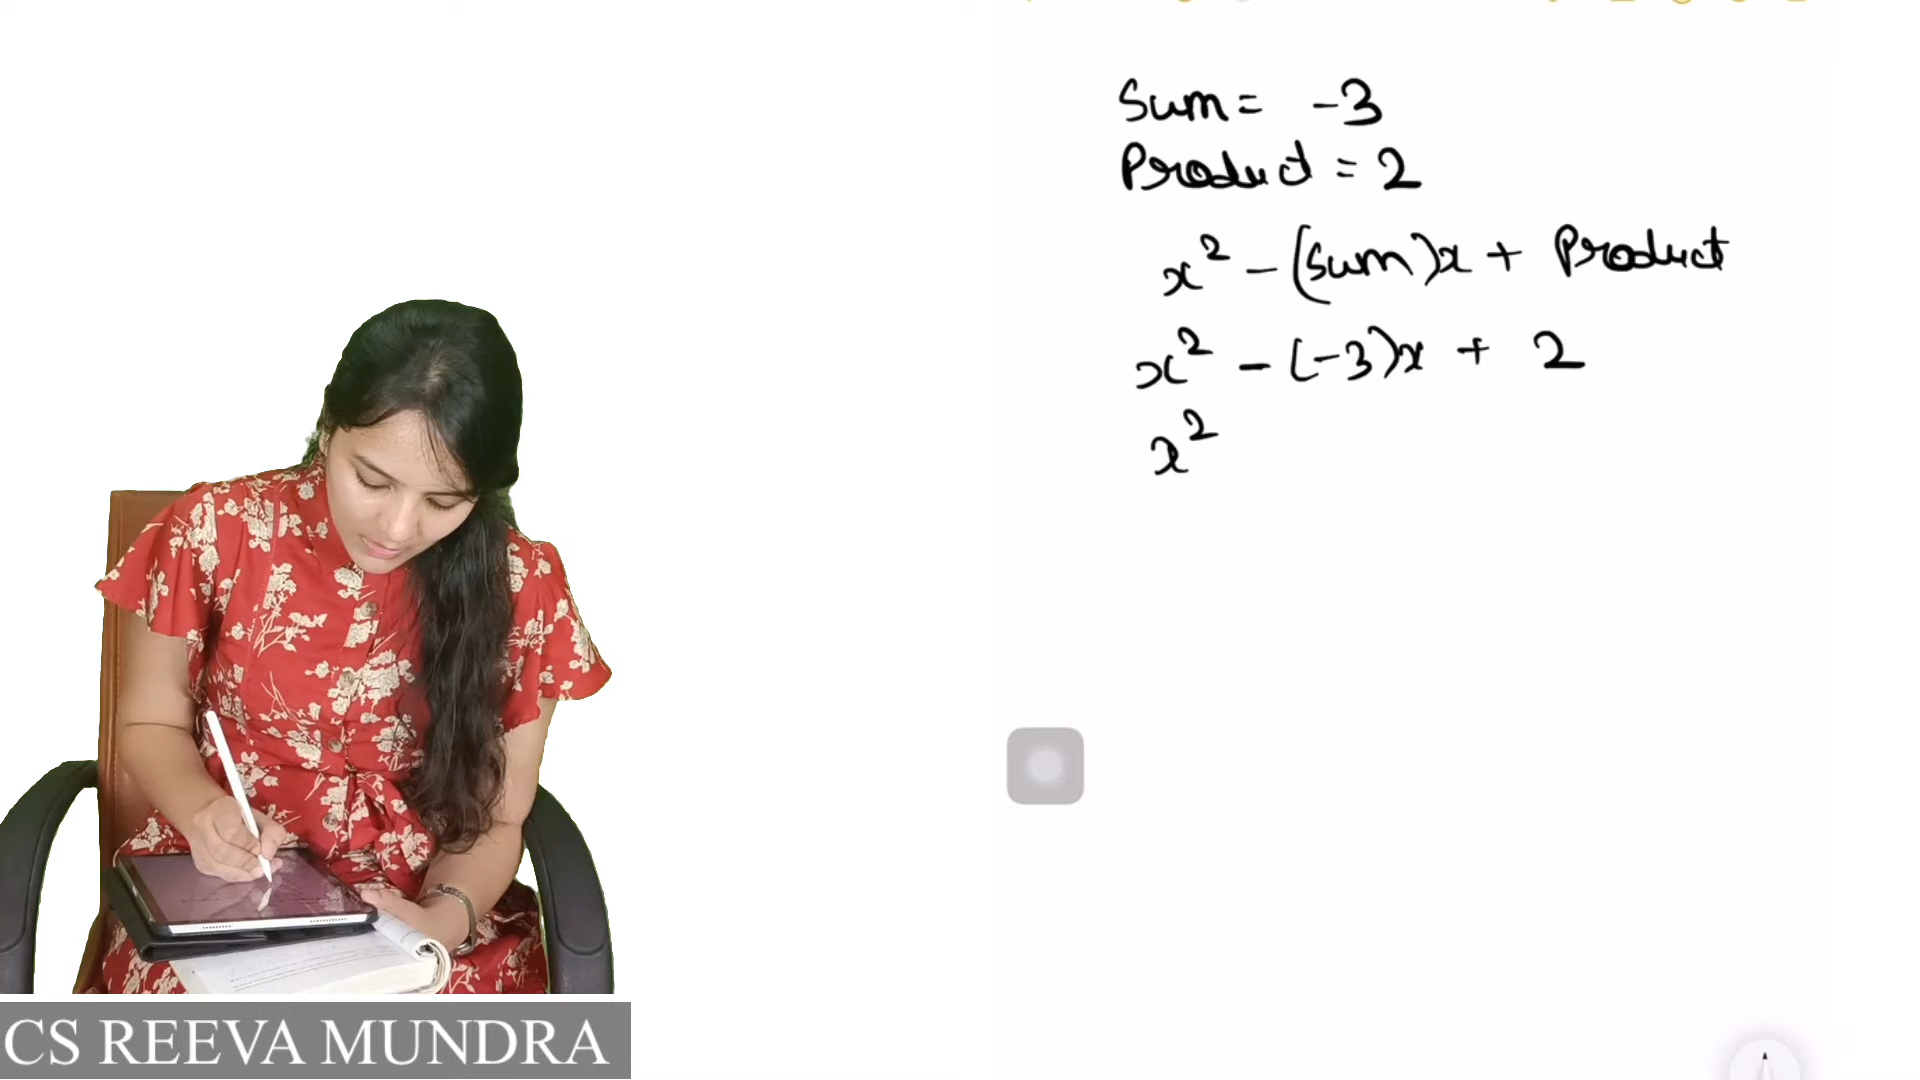 Sum = -3
Product = 2
x² - (Sum)x + Product
x² - (-3)x + 2
x²
CS REEVA MUNDRA